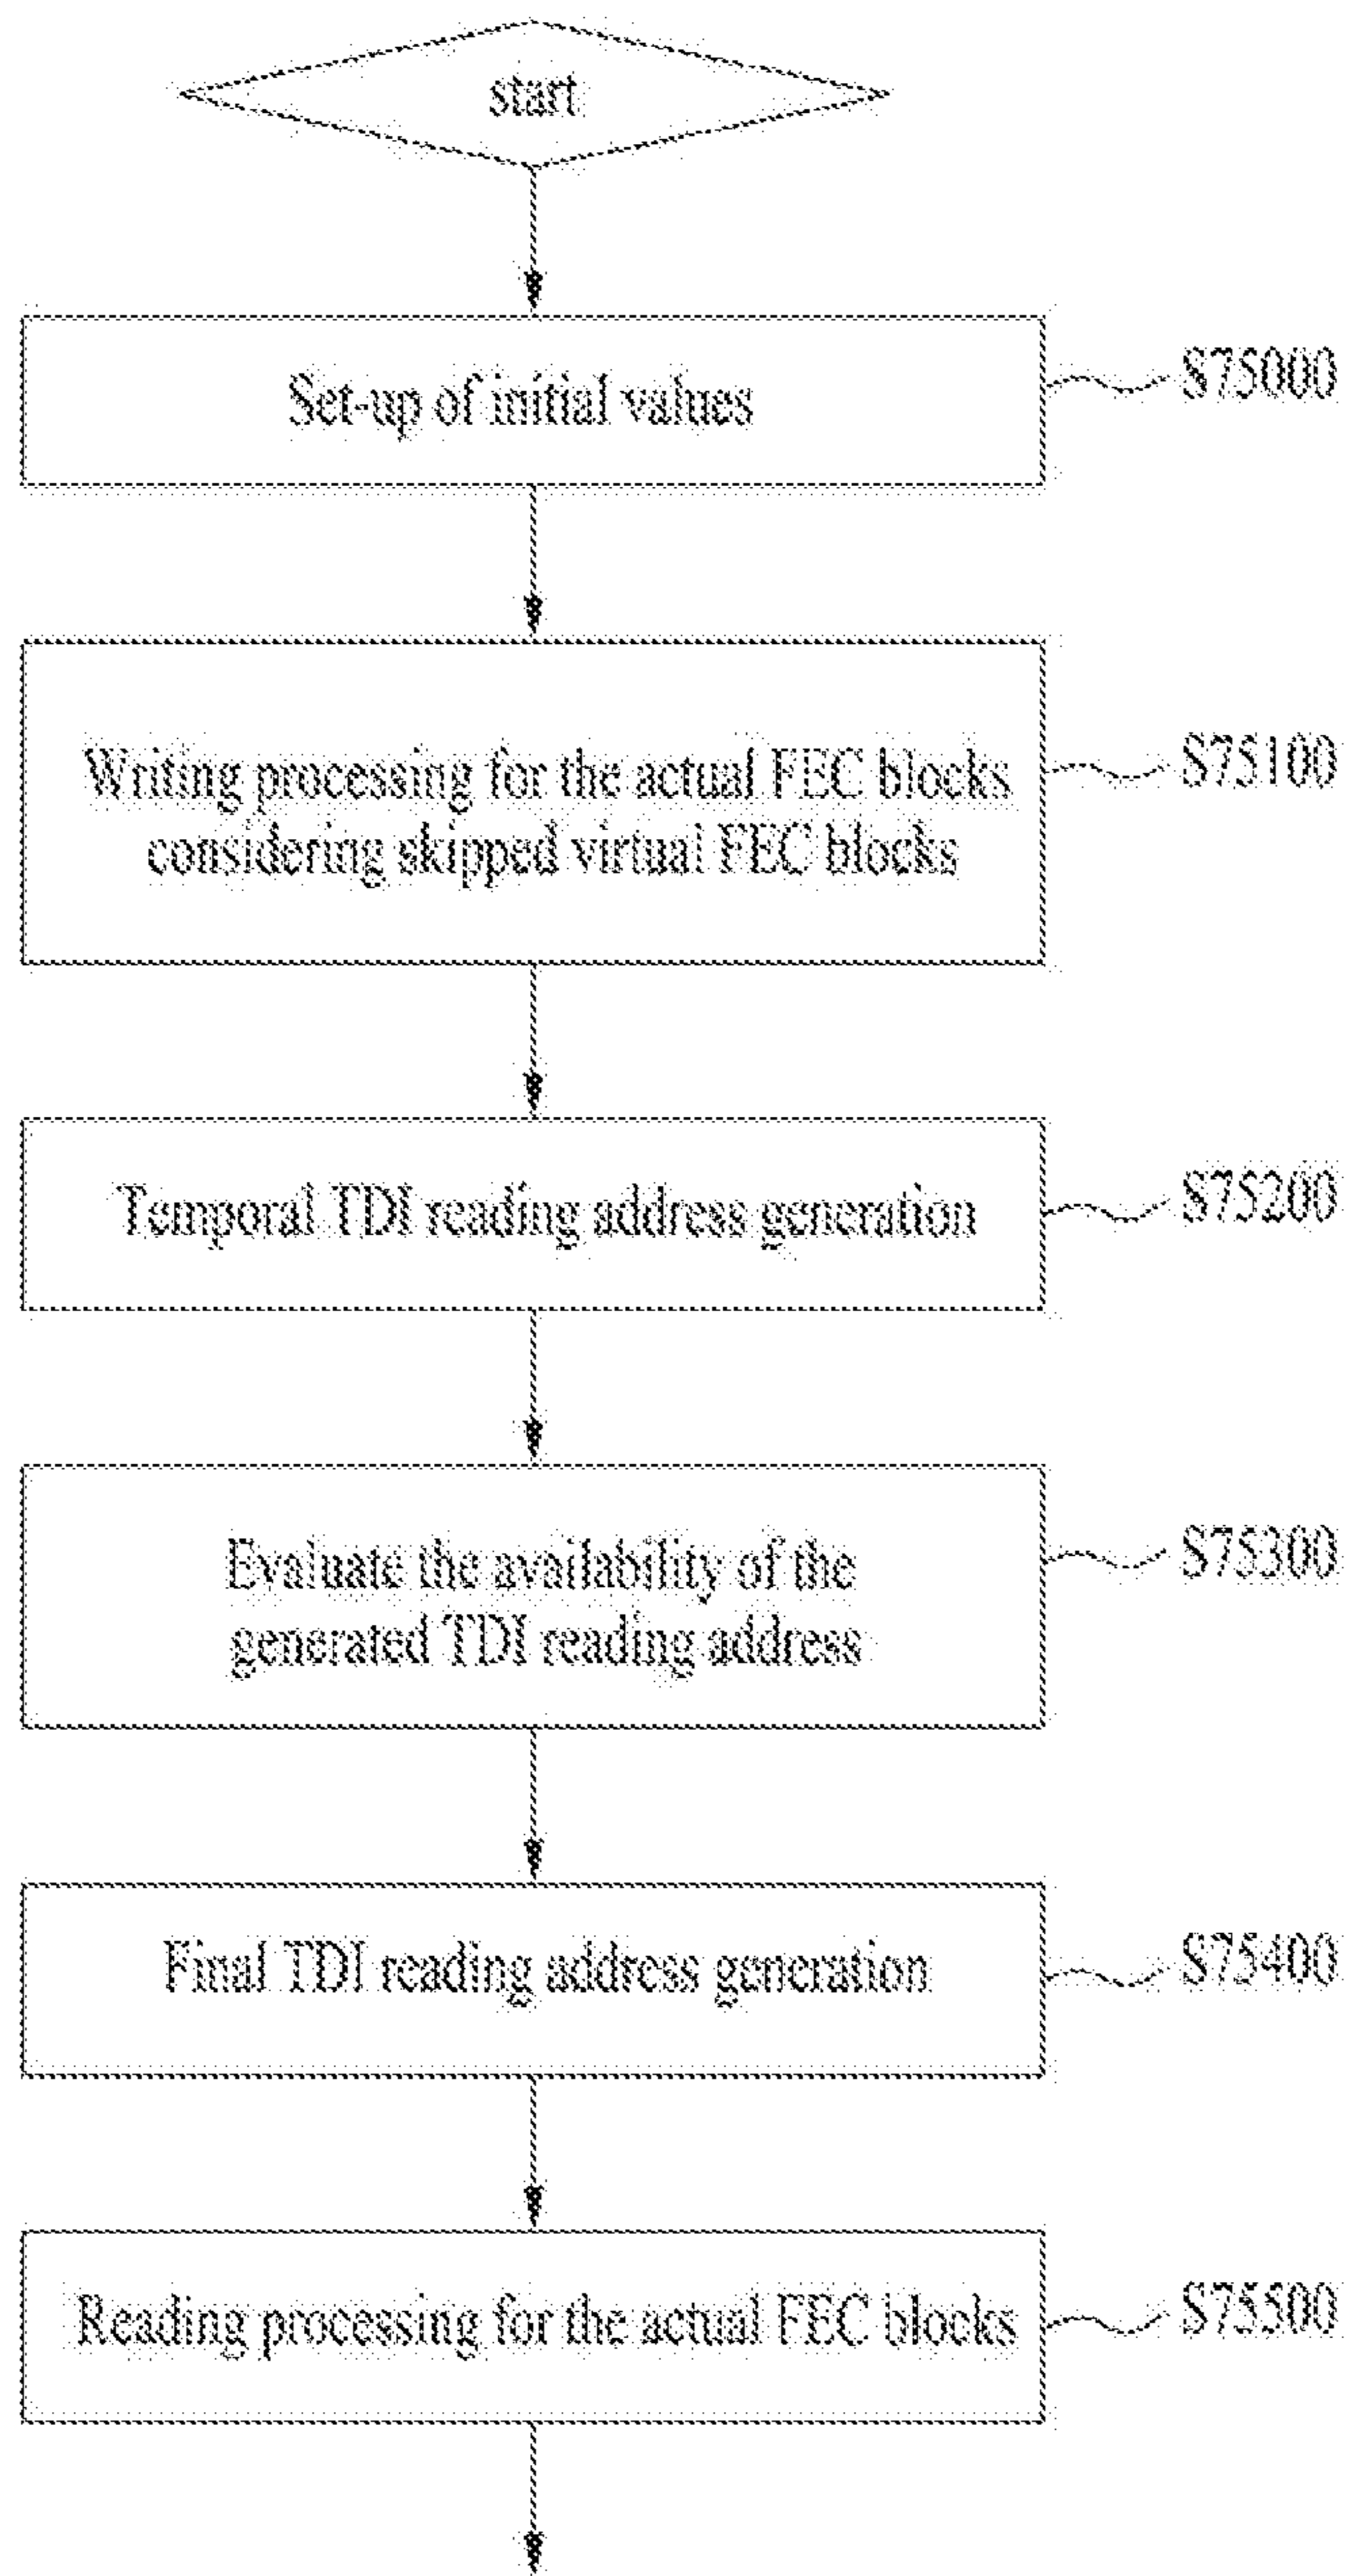 start
Set-up of initial values
S75000
Writing processing for the actual FEC blocks
considering skipped virtual FEC blocks
S75100
Temporal TDI reading address generation
S75200
Evaluate the availability of the
generated TDI reading address
S75300
Final TDI reading address generation
S75400
Reading processing for the actual FEC blocks
S75500